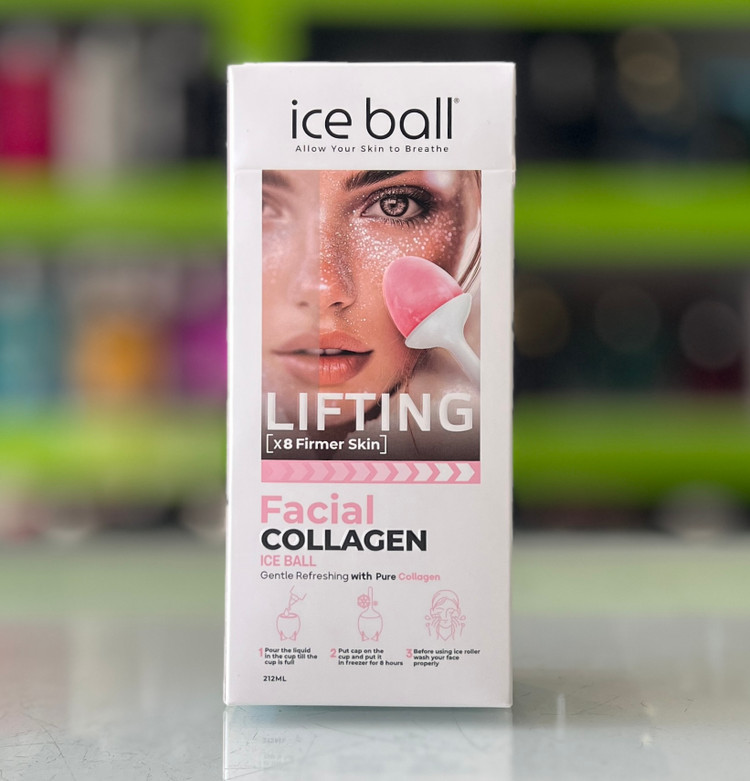 ice ball®
Allow Your Skin to Breathe
LIFTING
[x8 Firmer Skin]
Facial
COLLAGEN
ICE BALL
Gentle Refreshing with Pure Collagen
1 Pour the liquid
in the cup till the
cup is full
2 Put cap on the
cup and put it
in freezer for 8 hours
3 Before using ice roller
wash your face
properly
212ML